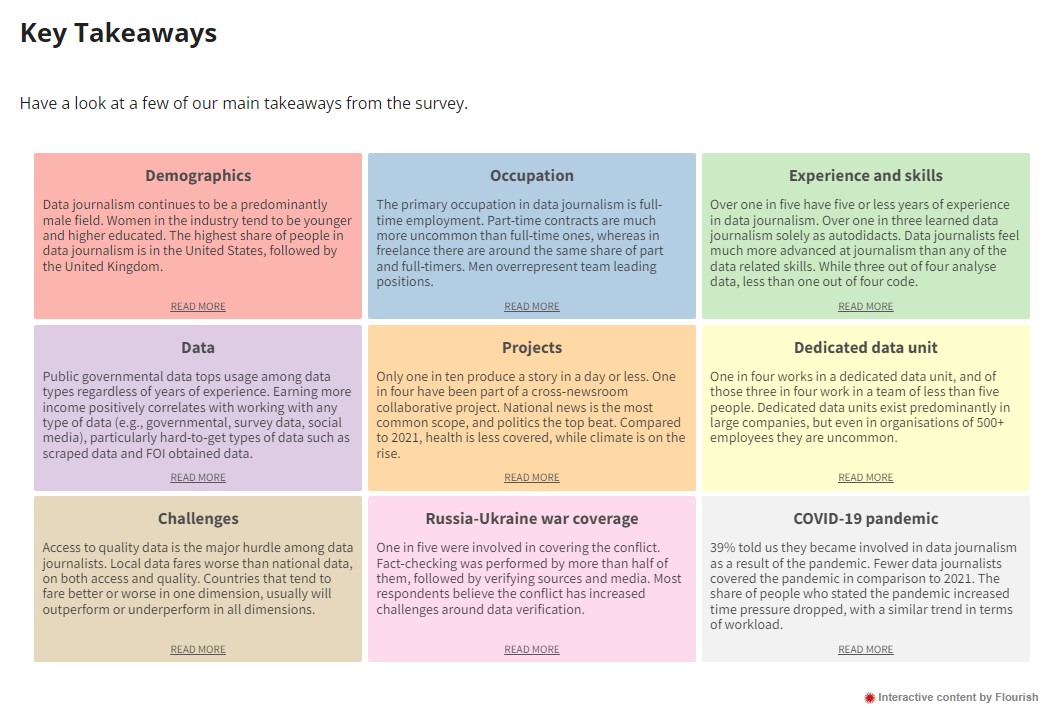 Key Takeaways
Have a look at a few of our main takeaways from the survey.
Demographics
Data journalism continues to be a predominantly
male field. Women in the industry tend to be younger
and higher educated. The highest share of people in
data journalism is in the United States, followed by
the United Kingdom.
READ MORE
Occupation
The primary occupation in data journalism is full-
time employment. Part-time contracts are much
more uncommon than full-time ones, whereas in
freelance there are around the same share of part
and full-timers. Men overrepresent team leading
positions.
READ MORE
Experience and skills
Over one in five have five or less years of experience
in data journalism. Over one in three learned data
journalism solely as autodidacts. Data journalists feel
much more advanced at journalism than any of the
data related skills. While three out of four analyse
data, less than one out of four code.
READ MORE
Data
Public governmental data tops usage among data
types regardless of years of experience. Earning more
income positively correlates with working with any
type of data (e.g., governmental, survey data, social
media), particularly hard-to-get types of data such as
scraped data and FOI obtained data.
READ MORE
Projects
Only one in ten produce a story in a day or less. One
in four have been part of a cross-newsroom
collaborative project. National news is the most
common scope, and politics the top beat. Compared
to 2021, health is less covered, while climate is on the
rise.
READ MORE
Dedicated data unit
One in four works in a dedicated data unit, and of
those three in four work in a team of less than five
people. Dedicated data units exist predominantly in
large companies, but even in organisations of 500+
employees they are uncommon.
READ MORE
Challenges
Access to quality data is the major hurdle among data
journalists. Local data fares worse than national data,
on both access and quality. Countries that tend to
fare better or worse in one dimension, usually will
outperform or underperform in all dimensions.
READ MORE
Russia-Ukraine war coverage
One in five were involved in covering the conflict.
Fact-checking was performed by more than half of
them, followed by verifying sources and media. Most
respondents believe the conflict has increased
challenges around data verification.
READ MORE
COVID-19 pandemic
39% told us they became involved in data journalism
as a result of the pandemic. Fewer data journalists
covered the pandemic in comparison to 2021. The
share of people who stated the pandemic increased
time pressure dropped, with a similar trend in terms
of workload.
READ MORE
Interactive content by Flourish